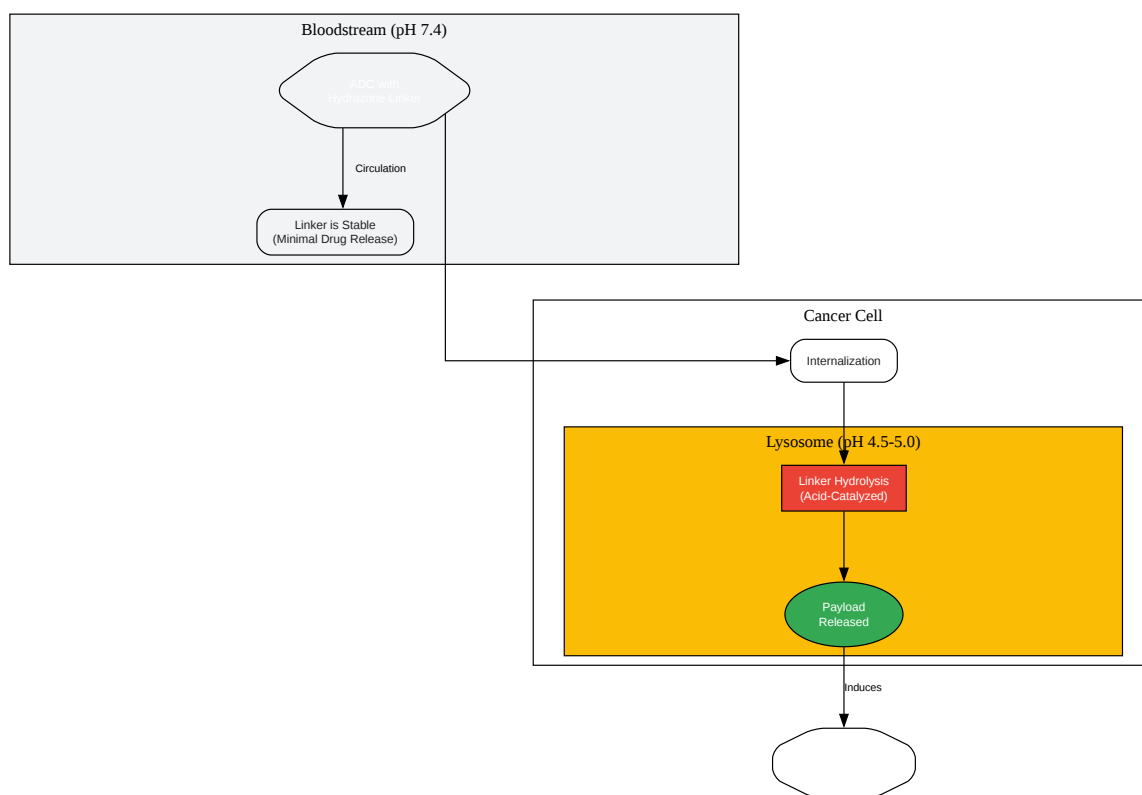 Bloodstream (pH 7.4)
ADC with
Hydrazone Linker
Circulation
Linker is Stable
(Minimal Drug Release)
Cancer Cell
Internalization
Lysosome (pH 4.5-5.0)
Linker Hydrolysis
(Acid-Catalyzed)
Payload
Released
Induces